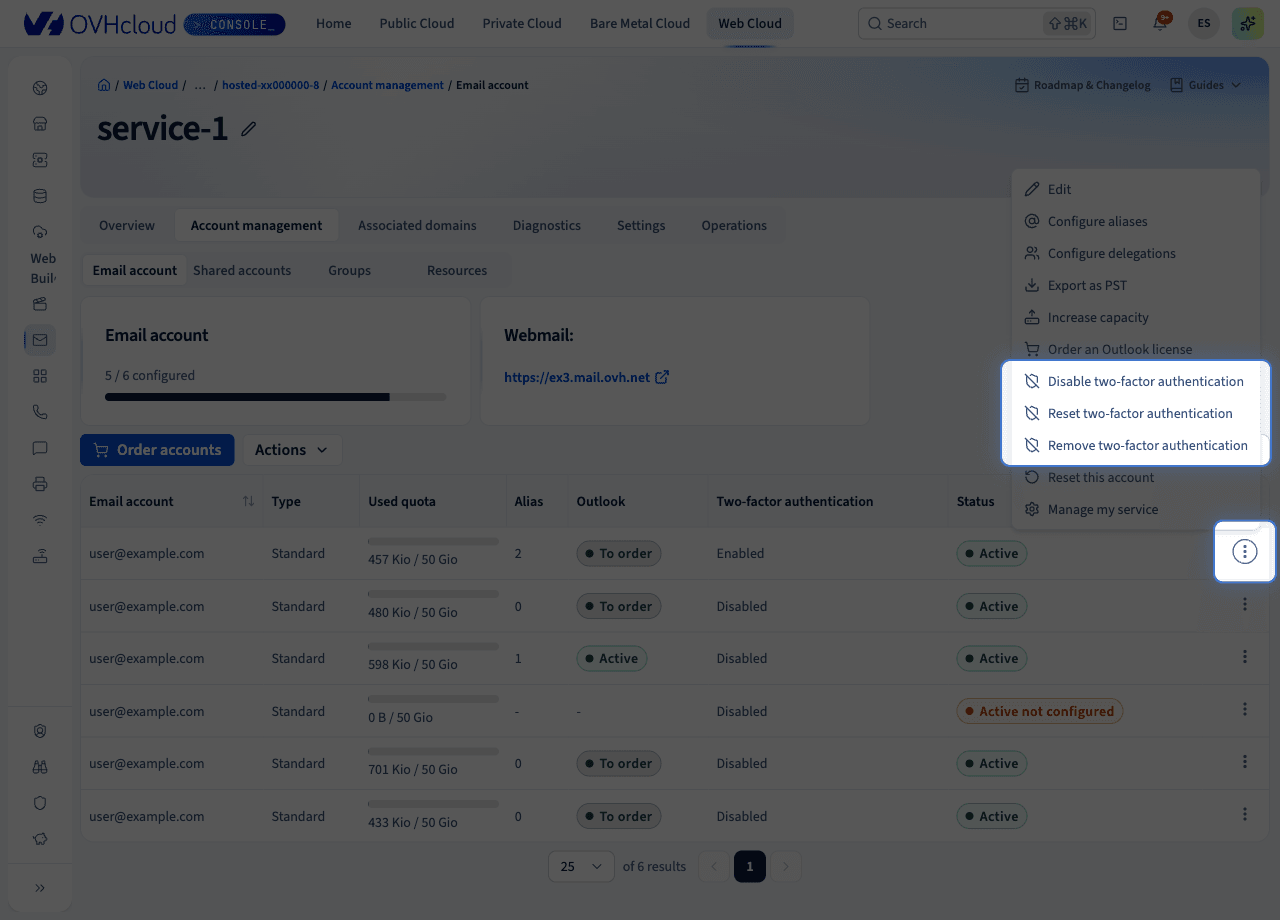 OVHcloud CONSOLE_ Home Public Cloud Private Cloud Bare Metal Cloud Web Cloud Search ⇧⌘K 9+ ES
/ Web Cloud / ... / hosted-xx000000-8 / Account management / Email account Roadmap & Changelog Guides
service-1
Edit
Configure aliases
Configure delegations
Export as PST
Increase capacity
Order an Outlook license
Disable two-factor authentication
Reset two-factor authentication
Remove two-factor authentication
Reset this account
Manage my service
Overview Account management Associated domains Diagnostics Settings Operations
Web
Buil
Email account Shared accounts Groups Resources
Email account
5 / 6 configured
Webmail:
https://ex3.mail.ovh.net
Order accounts Actions
Email account Type Used quota Alias Outlook Two-factor authentication Status
user@example.com Standard 457 Kio / 50 Gio 2 To order Enabled Active
user@example.com Standard 480 Kio / 50 Gio 0 To order Disabled Active
user@example.com Standard 598 Kio / 50 Gio 1 Active Disabled Active
user@example.com Standard 0 B / 50 Gio - - Disabled Active not configured
user@example.com Standard 701 Kio / 50 Gio 0 To order Disabled Active
user@example.com Standard 433 Kio / 50 Gio 0 To order Disabled Active
25 of 6 results 1